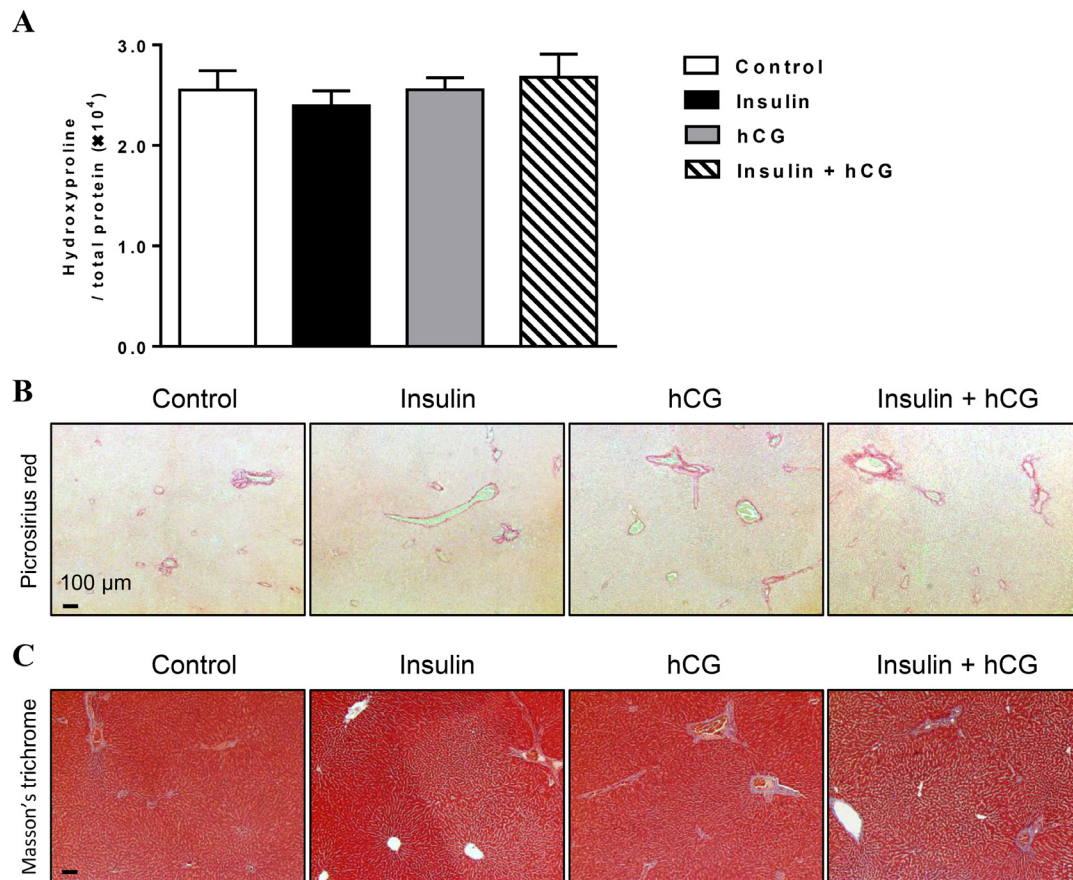 A
3.0
2.0
1.0
0.0
Hydroxyproline
/ total protein (✖10⁴)
Control
Insulin
hCG
Insulin + hCG
B
Control Insulin hCG Insulin + hCG
Picrosirius red
100 μm
C
Control Insulin hCG Insulin + hCG
Masson's trichrome